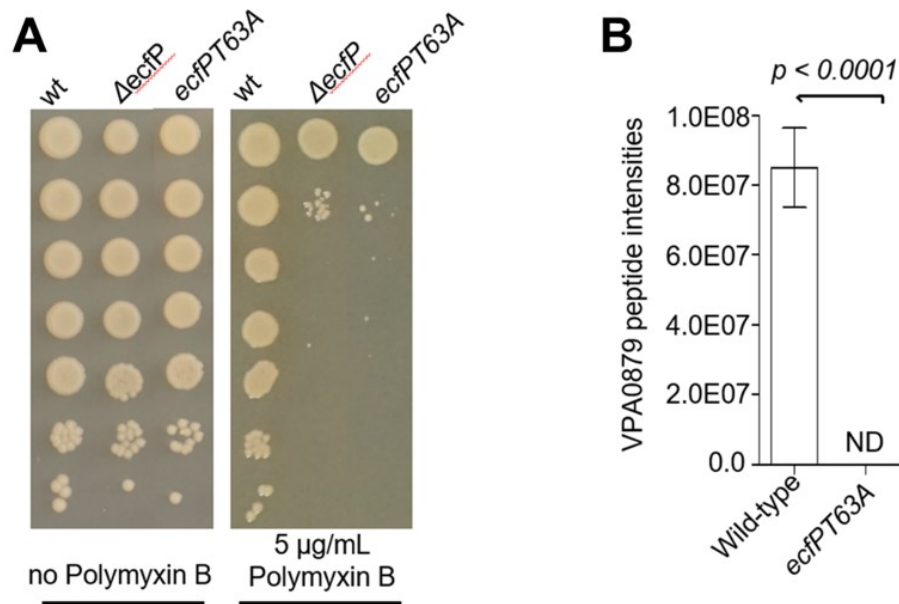 A
wt ΔecfP ecfPT63A
wt ΔecfP ecfPT63A
no Polymyxin B
5 µg/mL
Polymyxin B
B
p < 0.0001
VPA0879 peptide intensities
1.0E08
8.0E07
6.0E07
4.0E07
2.0E07
0.0
ND
Wild-type
ecfPT63A